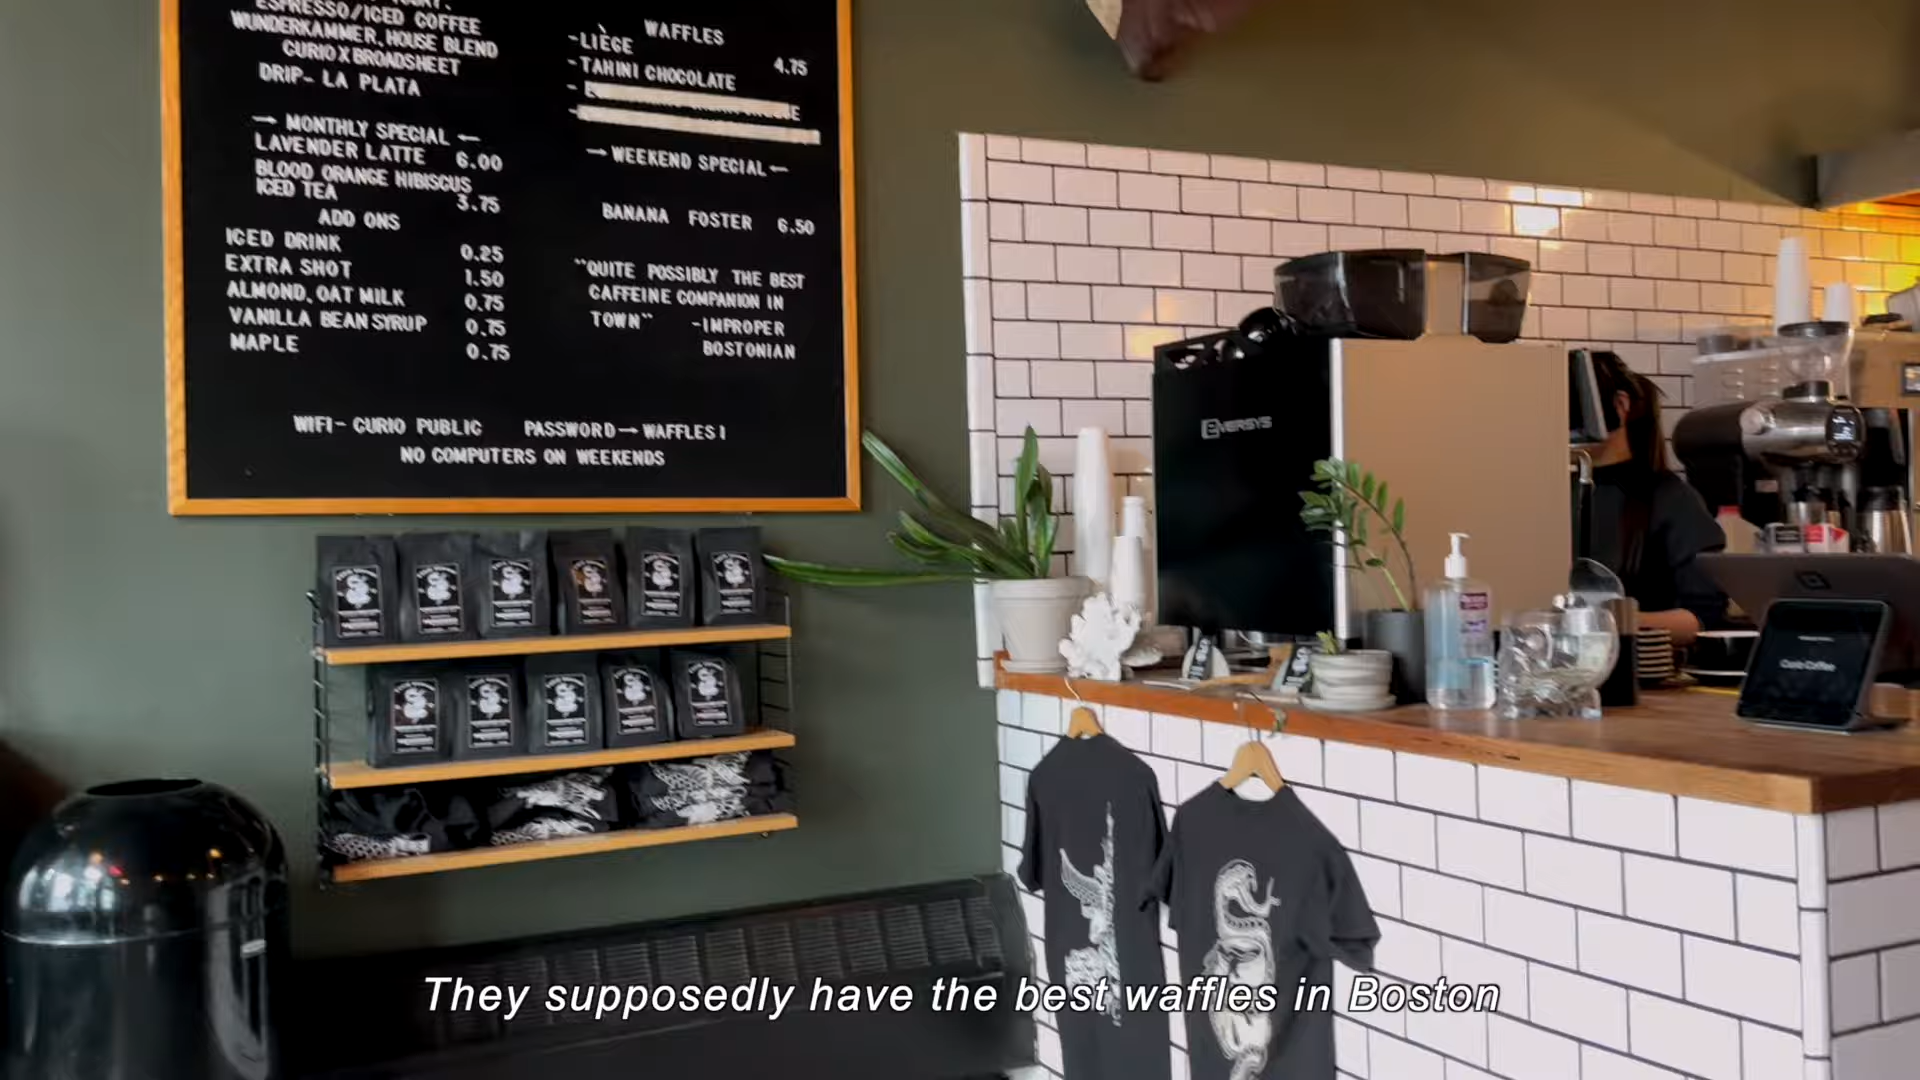 ESPRESSO/ICED COFFEE
WUNDERKAMMER, HOUSE BLEND
CURIO X BROADSHEET
DRIP- LA PLATA
→ MONTHLY SPECIAL ←
LAVENDER LATTE 6.00
BLOOD ORANGE HIBISCUS
ICED TEA 3.75
ADD ONS
ICED DRINK 0.25
EXTRA SHOT 1.50
ALMOND, OAT MILK 0.75
VANILLA BEAN SYRUP 0.75
MAPLE 0.75
WAFFLES
-LIÈGE 4.75
-TAHINI CHOCOLATE
→ WEEKEND SPECIAL ←
BANANA FOSTER 6.50
"QUITE POSSIBLY THE BEST
CAFFEINE COMPANION IN
TOWN" -IMPROPER
BOSTONIAN
WIFI- CURIO PUBLIC PASSWORD → WAFFLES1
NO COMPUTERS ON WEEKENDS
EVERSYS
Curio Coffee
They supposedly have the best waffles in Boston